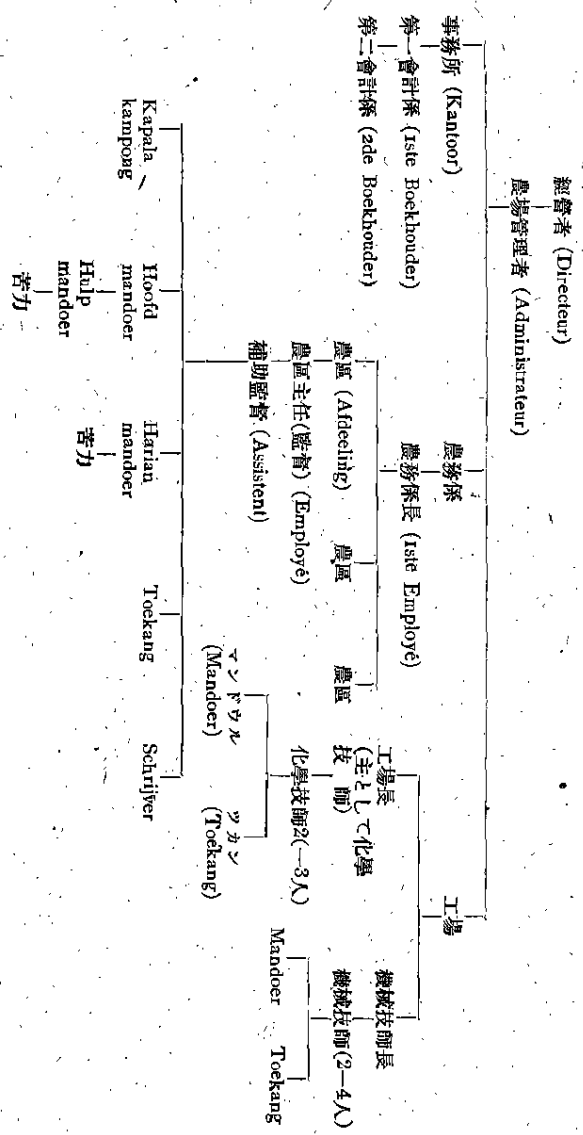 經營者 (Directeur)
農場管理者 (Administrateur)
事務所 (Kantoor)
第一會計係 (1ste Boekhouder)
第二會計係 (2de Boekhouder)
農務係
農務係長 (1ste Employé)
農區 (Afdeeling)
農區
農區
農區主任(監督) (Employé)
補助監督 (Assistent)
Kapala
kampong
Hoofd
mandoer
Hulp
mandoer
苦力
Harian
mandoer
苦力
Toekang
Schrijver
工場
工場長
(主として化學
技師)
化學技師2(—3人)
マンドウル
(Mandoer)
ツカン
(Toekang)
機械技師長
機械技師(2—4人)
Mandoer
Toekang